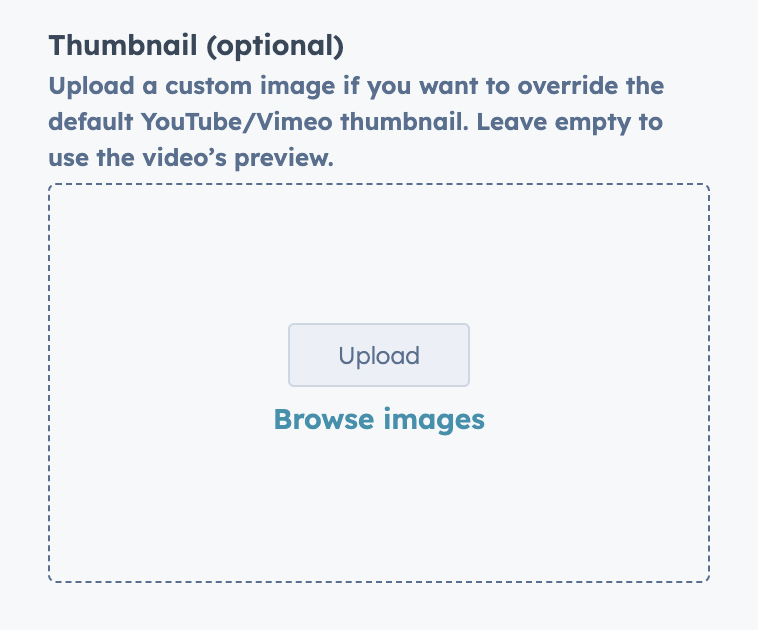 Thumbnail (optional)
Upload a custom image if you want to override the
default YouTube/Vimeo thumbnail. Leave empty to
use the video’s preview.
Upload
Browse images